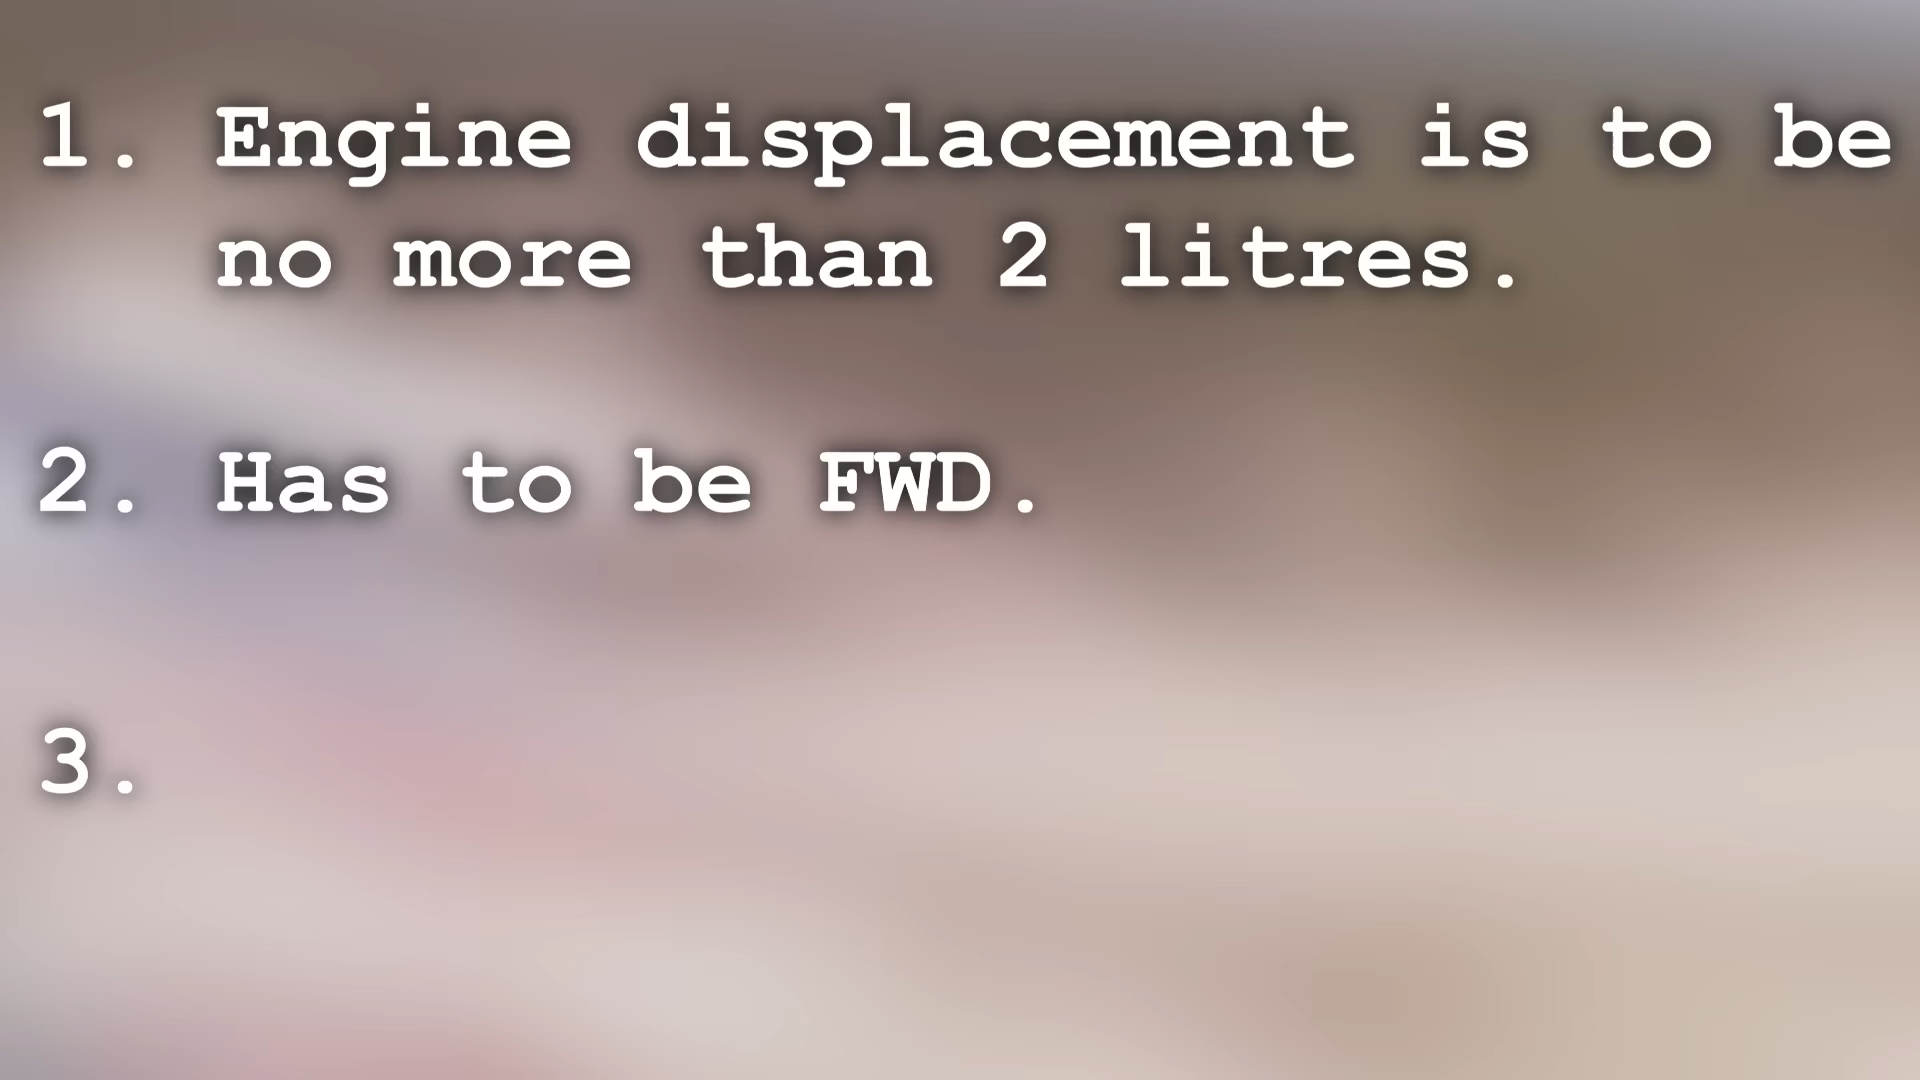 1. Engine displacement is to be
no more than 2 litres.
2. Has to be FWD.
3.